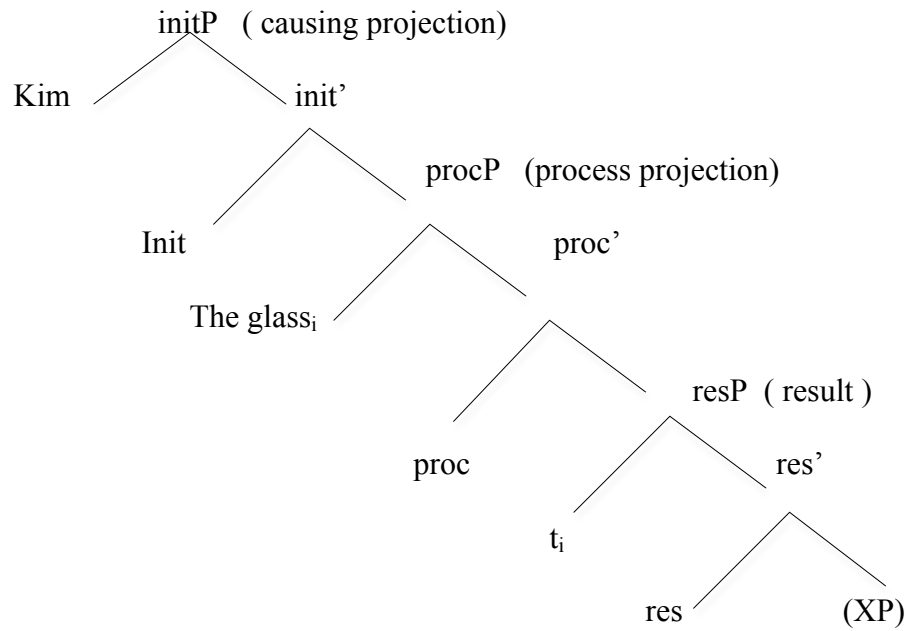 initP ( causing projection)
Kim init’
procP (process projection)
Init proc’
The glassi
resP ( result )
proc res’
ti
res (XP)